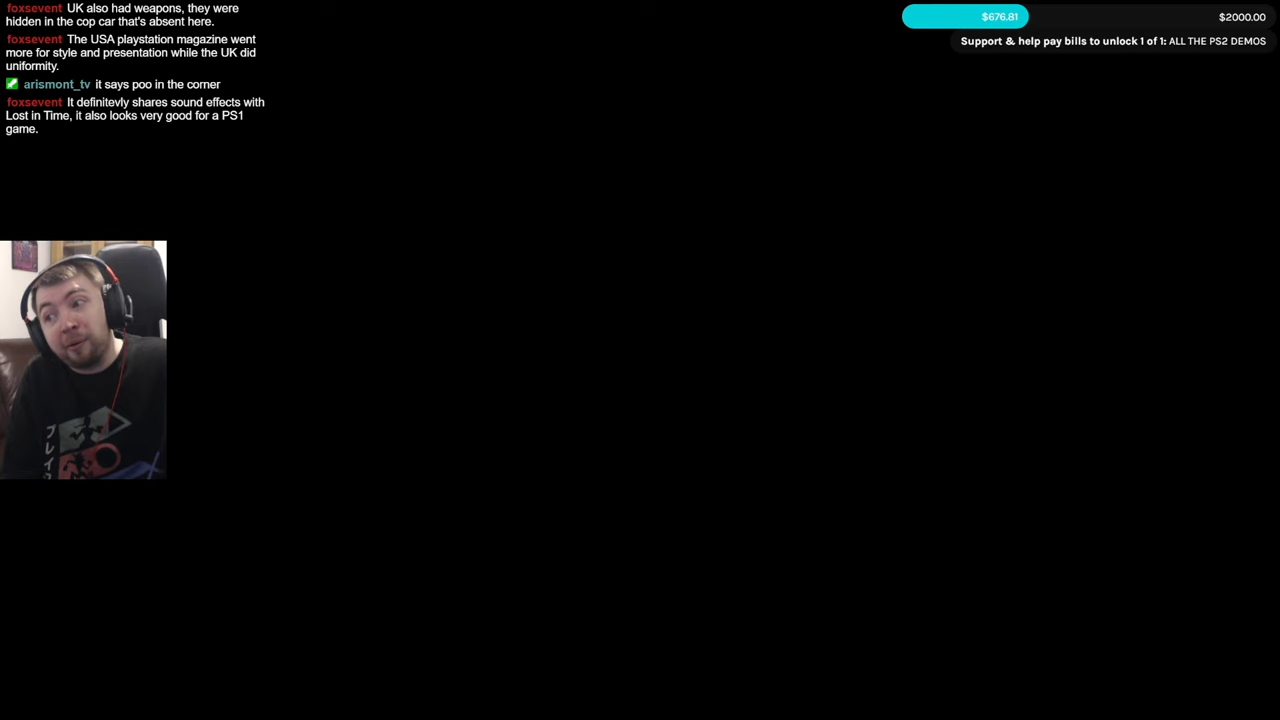 foxsevent UK also had weapons, they were
hidden in the cop car that's absent here.
foxsevent The USA playstation magazine went
more for style and presentation while the UK did
uniformity.
arismont_tv it says poo in the corner
foxsevent It definitevly shares sound effects with
Lost in Time, it also looks very good for a PS1
game.
$676.81
$2000.00
Support & help pay bills to unlock 1 of 1: ALL THE PS2 DEMOS
プレイ